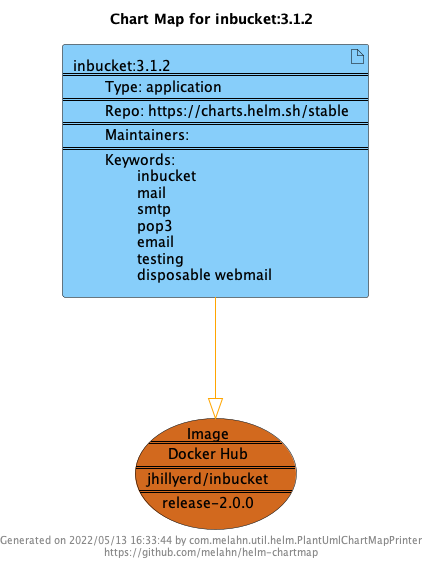 Chart Map for inbucket:3.1.2
inbucket:3.1.2
Type: application
Repo: https://charts.helm.sh/stable
Maintainers:
Keywords:
inbucket
mail
smtp
pop3
email
testing
disposable webmail
Image
Docker Hub
jhillyerd/inbucket
release-2.0.0
Generated on 2022/05/13 16:33:44 by com.melahn.util.helm.PlantUmlChartMapPrinter
https://github.com/melahn/helm-chartmap